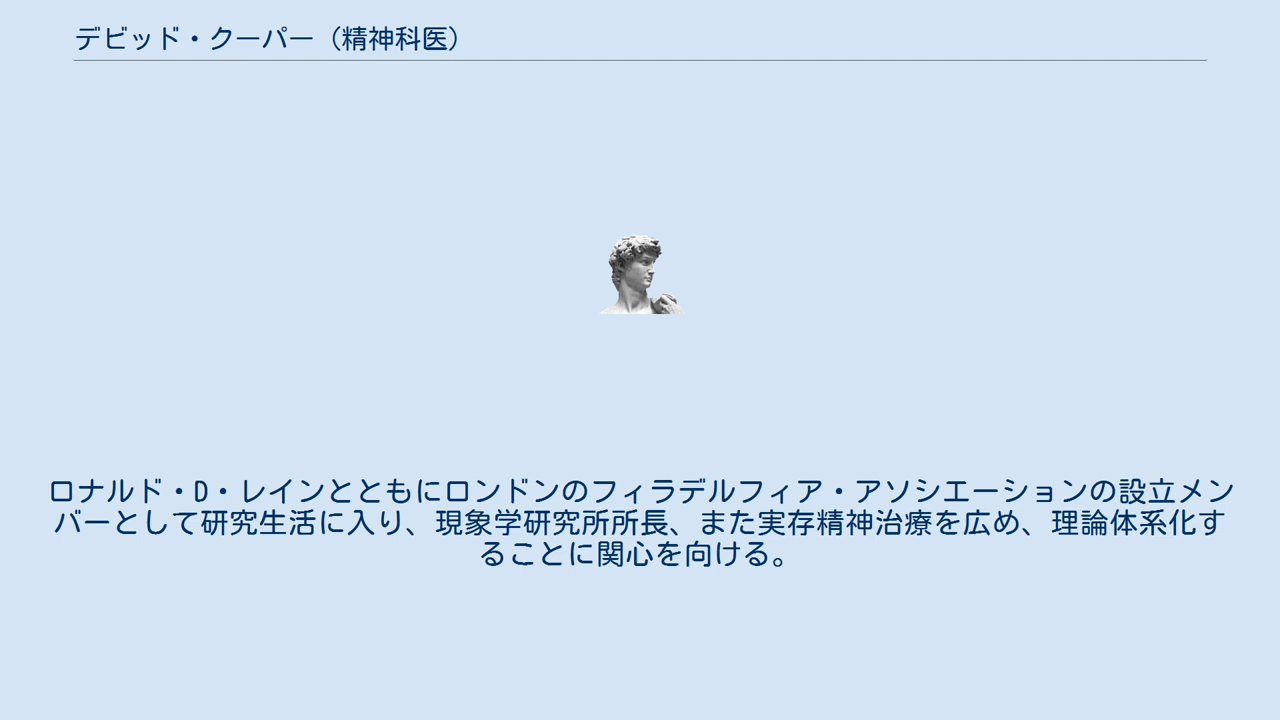 デビッド・クーパー（精神科医）
ロナルド・D・レインとともにロンドンのフィラデルフィア・アソシエーションの設立メン
バーとして研究生活に入り、現象学研究所所長、また実存精神治療を広め、理論体系化す
ることに関心を向ける。